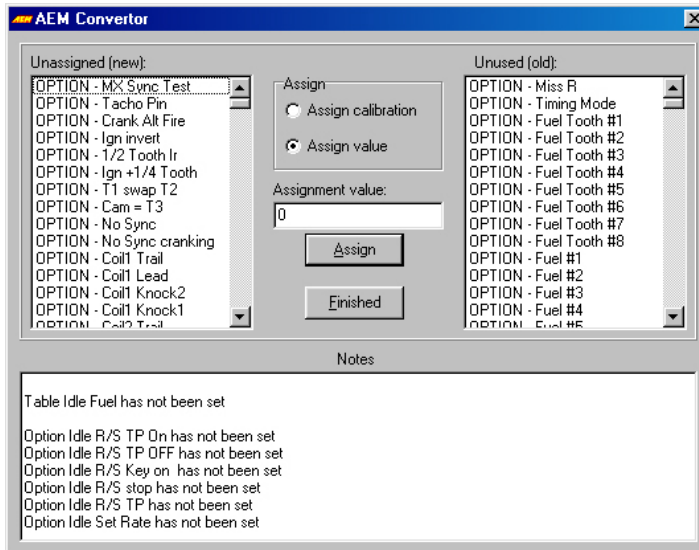 AEM AEM Convertor
Unassigned (new):
OPTION - MX Sync Test
OPTION - Tacho Pin
OPTION - Crank Alt Fire
OPTION - Ign invert
OPTION - 1/2 Tooth Ir
OPTION - Ign +1/4 Tooth
OPTION - T1 swap T2
OPTION - Cam = T3
OPTION - No Sync
OPTION - No Sync cranking
OPTION - Coil1 Trail
OPTION - Coil1 Lead
OPTION - Coil1 Knock2
OPTION - Coil1 Knock1
OPTION - Coil2 Trail
Assign
Assign calibration
Assign value
Assignment value:
0
Assign
Finished
Unused (old):
OPTION - Miss R
OPTION - Timing Mode
OPTION - Fuel Tooth #1
OPTION - Fuel Tooth #2
OPTION - Fuel Tooth #3
OPTION - Fuel Tooth #4
OPTION - Fuel Tooth #5
OPTION - Fuel Tooth #6
OPTION - Fuel Tooth #7
OPTION - Fuel Tooth #8
OPTION - Fuel #1
OPTION - Fuel #2
OPTION - Fuel #3
OPTION - Fuel #4
OPTION - Fuel #5
Notes
Table Idle Fuel has not been set
Option Idle R/S TP On has not been set
Option Idle R/S TP OFF has not been set
Option Idle R/S Key on  has not been set
Option Idle R/S stop has not been set
Option Idle R/S TP has not been set
Option Idle Set Rate has not been set